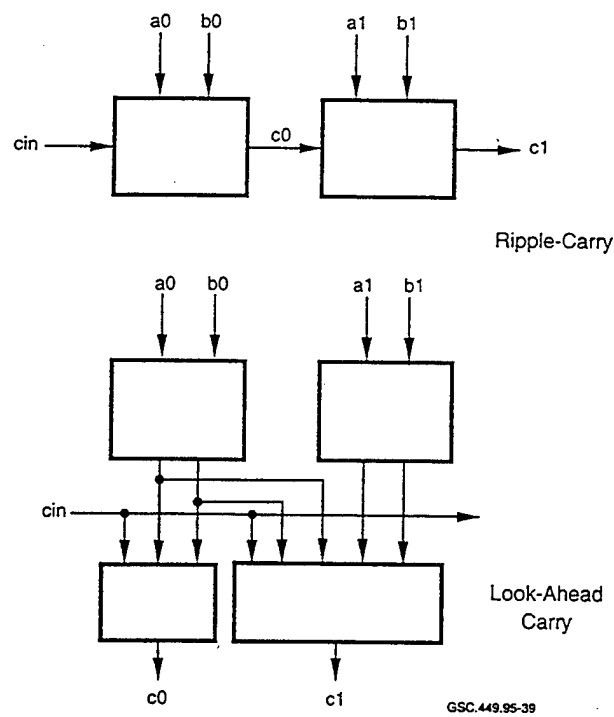 a0 b0 a1 b1
cin c0 c1
Ripple-Carry
a0 b0 a1 b1
cin
Look-Ahead
Carry
c0 c1
GSC.449.95-39